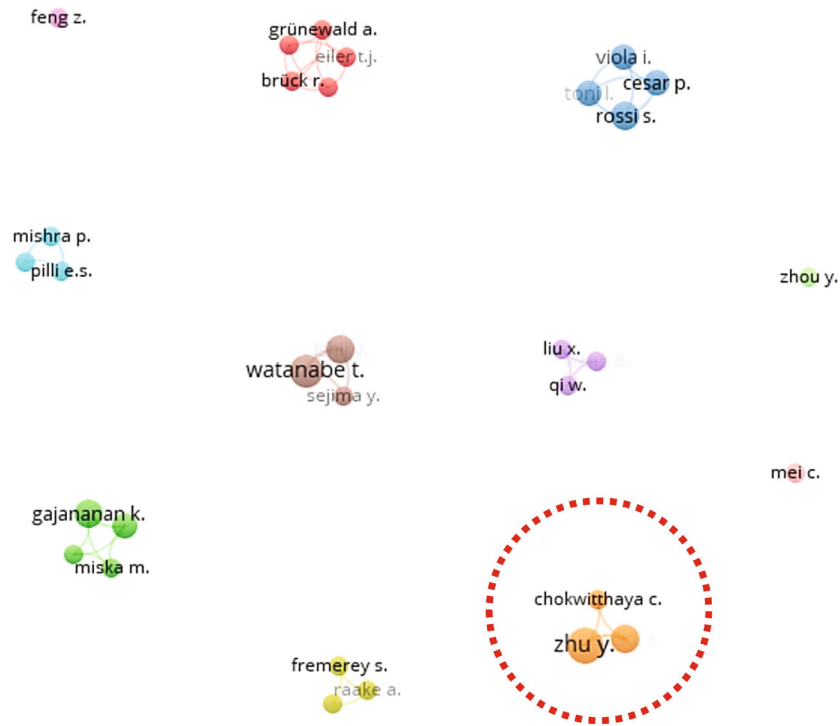 feng z.
grünewald a.
eiler t.j.
brück r.
viola i.
cesar p.
toni l.
rossi s.
mishra p.
pilli e.s.
zhou y.
watanabe t.
sejima y.
liu x.
qi w.
mei c.
gajananan k.
miska m.
chokwitthaya c.
zhu y.
fremerey s.
raake a.